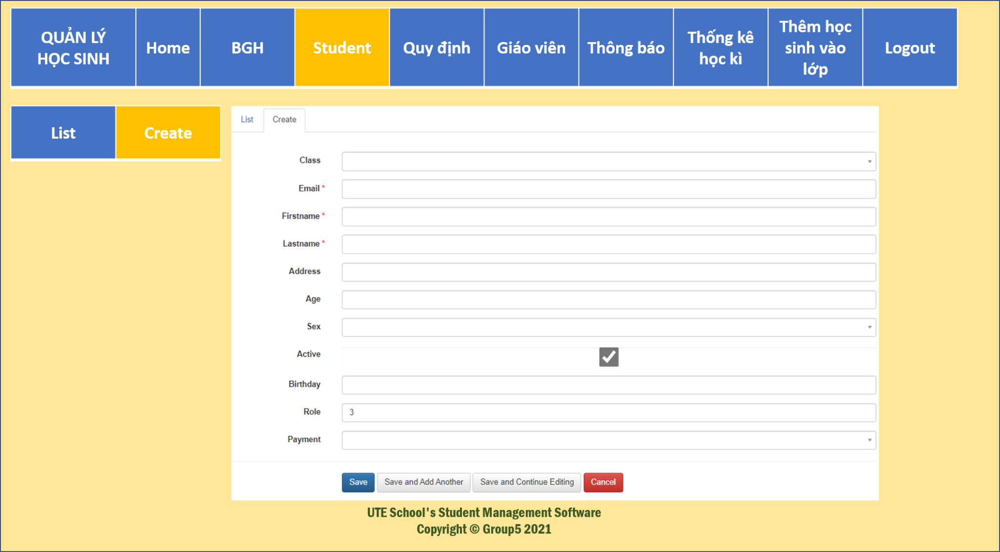 QUẢN LÝ
HỌC SINH
Home
BGH
Student
Quy định
Giáo viên
Thông báo
Thống kê
học kì
Thêm học
sinh vào
lớp
Logout
List
Create
List
Create
Class
Email *
Firstname *
Lastname *
Address
Age
Sex
Active
Birthday
Role
3
Payment
Save
Save and Add Another
Save and Continue Editing
Cancel
UTE School's Student Management Software
Copyright © Group5 2021